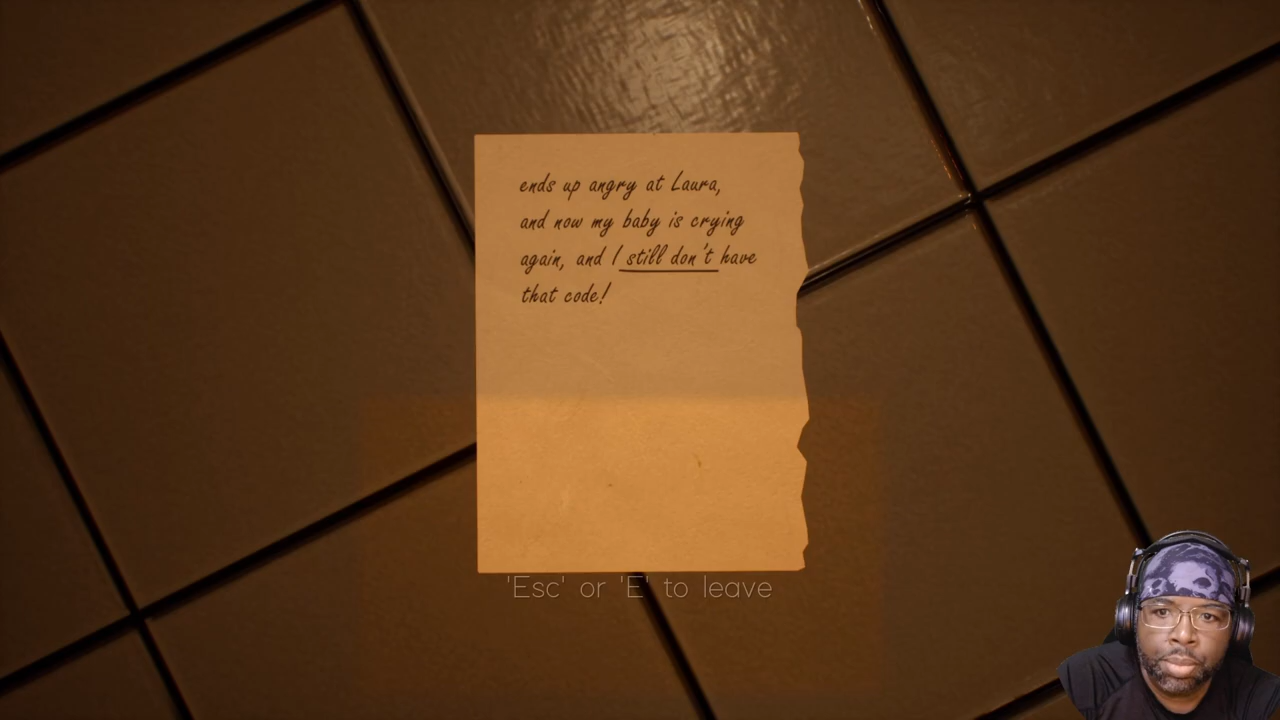 ends up angry at Laura,
and now my baby is crying
again, and I still don't have
that code!
'Esc' or 'E' to leave